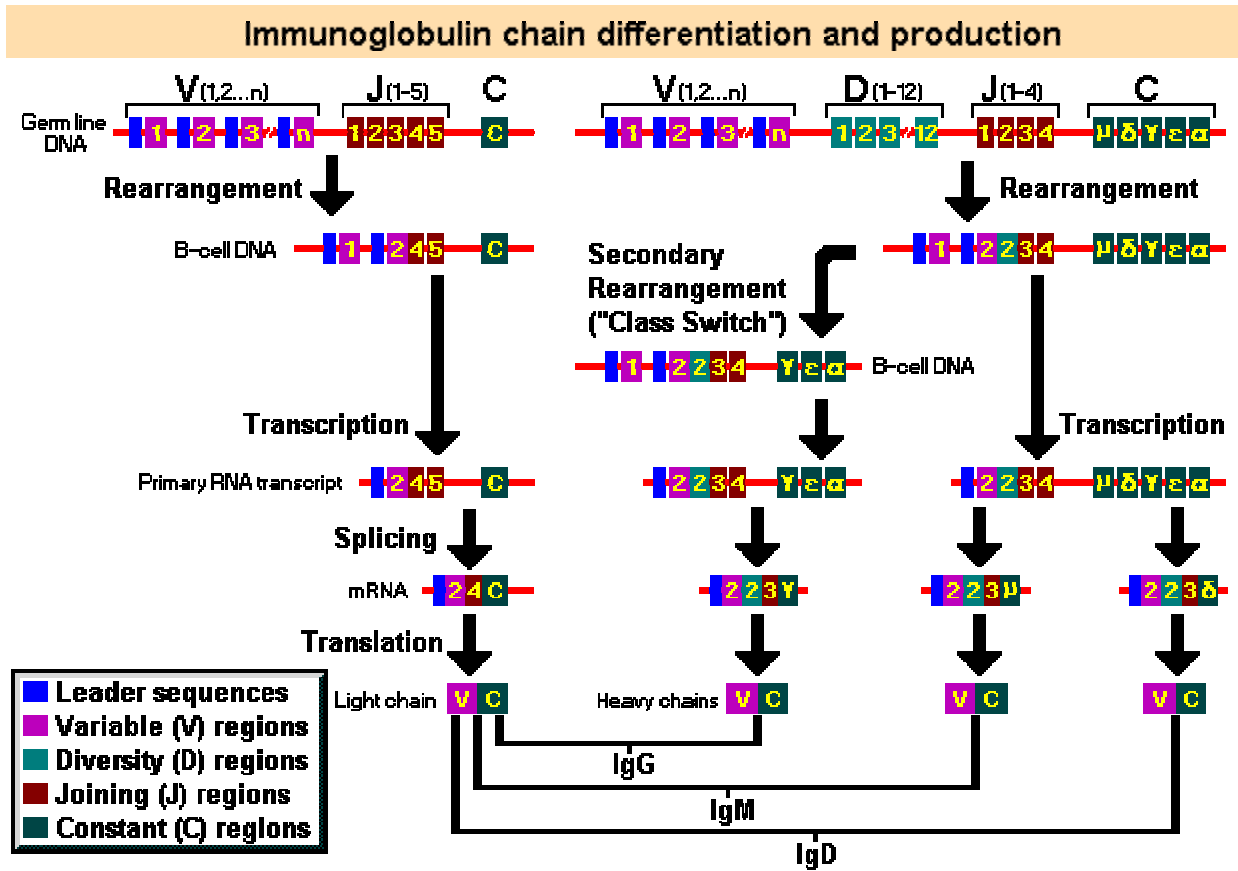 Immunoglobulin chain differentiation and production
V(1,2...n) J(1-5) C V(1,2...n) D(1-12) J(1-4) C
Germ line DNA
1 2 3 n 1 2 3 4 5 C 1 2 3 n 1 2 3 12 1 2 3 4 μ δ γ ε α
Rearrangement Rearrangement
B-cell DNA 1 2 4 5 C 1 2 2 3 4 μ δ γ ε α
Secondary
Rearrangement
("Class Switch")
1 2 2 3 4 γ ε α B-cell DNA
Transcription Transcription
Primary RNA transcript 2 4 5 C 2 2 3 4 γ ε α 2 2 3 4 μ δ γ ε α
Splicing
mRNA 2 4 C 2 2 3 γ 2 2 3 μ 2 2 3 δ
Translation
Light chain V C Heavy chains V C V C V C
IgG
IgM
IgD
Leader sequences
Variable (V) regions
Diversity (D) regions
Joining (J) regions
Constant (C) regions